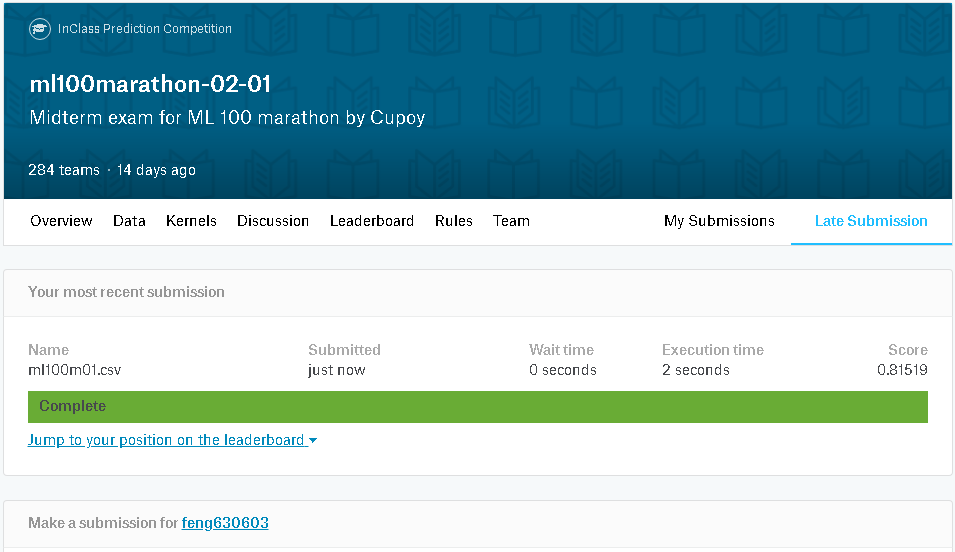 InClass Prediction Competition
ml100marathon-02-01
Midterm exam for ML 100 marathon by Cupoy
284 teams · 14 days ago
Overview Data Kernels Discussion Leaderboard Rules Team My Submissions Late Submission
Your most recent submission
Name Submitted Wait time Execution time Score
ml100m01.csv just now 0 seconds 2 seconds 0.81519
Complete
Jump to your position on the leaderboard
Make a submission for feng630603